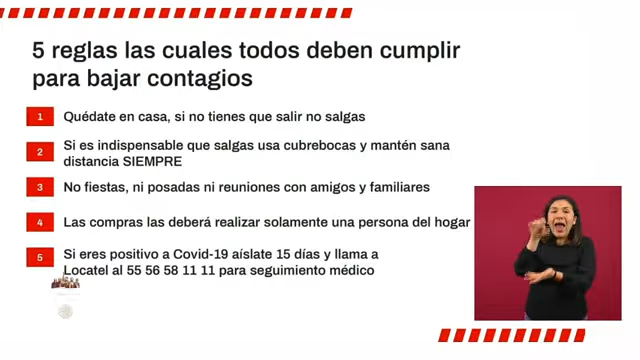 5 reglas las cuales todos deben cumplir
para bajar contagios
1 Quédate en casa, si no tienes que salir no salgas
2 Si es indispensable que salgas usa cubrebocas y mantén sana
distancia SIEMPRE
3 No fiestas, ni posadas ni reuniones con amigos y familiares
4 Las compras las deberá realizar solamente una persona del hogar
5 Si eres positivo a Covid-19 aíslate 15 días y llama a
Locatel al 55 56 58 11 11 para seguimiento médico